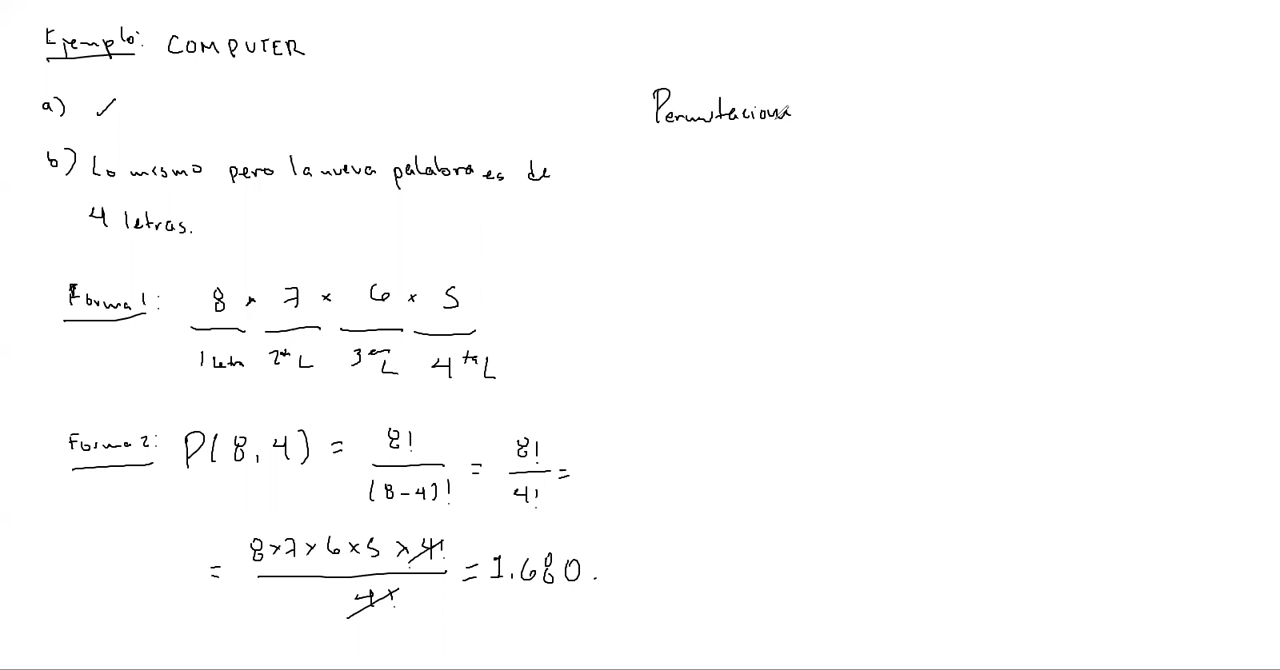 Ejemplo: COMPUTER
a) ✓
Permutaciones
b) Lo mismo pero la nueva palabra es de
4 letras.
Forma 1: 8 × 7 × 6 × 5
1 Letra 2da L 3era L 4ta L
Forma 2: P(8,4) = 8! / (8-4)! = 8! / 4! =
= 8×7×6×5×4! / 4! = 1.680.